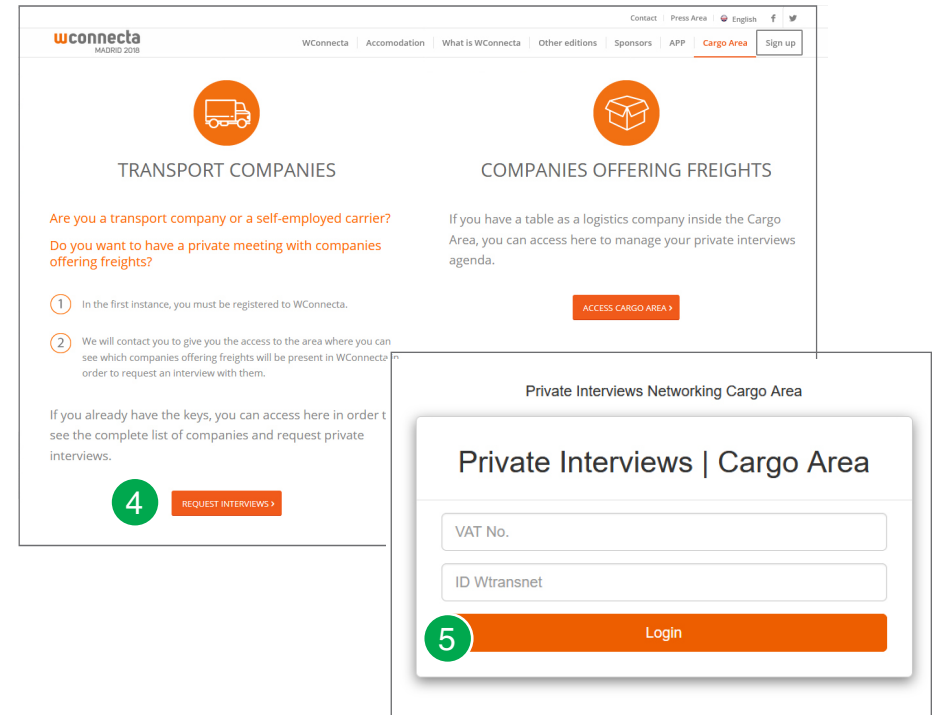 Contact Press Area English f
wconnecta
MADRID 2018
WConnecta Accomodation What is WConnecta Other editions Sponsors APP Cargo Area Sign up
TRANSPORT COMPANIES
Are you a transport company or a self-employed carrier?
Do you want to have a private meeting with companies
offering freights?
1 In the first instance, you must be registered to WConnecta.
2 We will contact you to give you the access to the area where you can
see which companies offering freights will be present in WConnecta in
order to request an interview with them.
If you already have the keys, you can access here in order t
see the complete list of companies and request private
interviews.
4 REQUEST INTERVIEWS >
COMPANIES OFFERING FREIGHTS
If you have a table as a logistics company inside the Cargo
Area, you can access here to manage your private interviews
agenda.
ACCESS CARGO AREA >
Private Interviews Networking Cargo Area
Private Interviews | Cargo Area
VAT No.
ID Wtransnet
5 Login